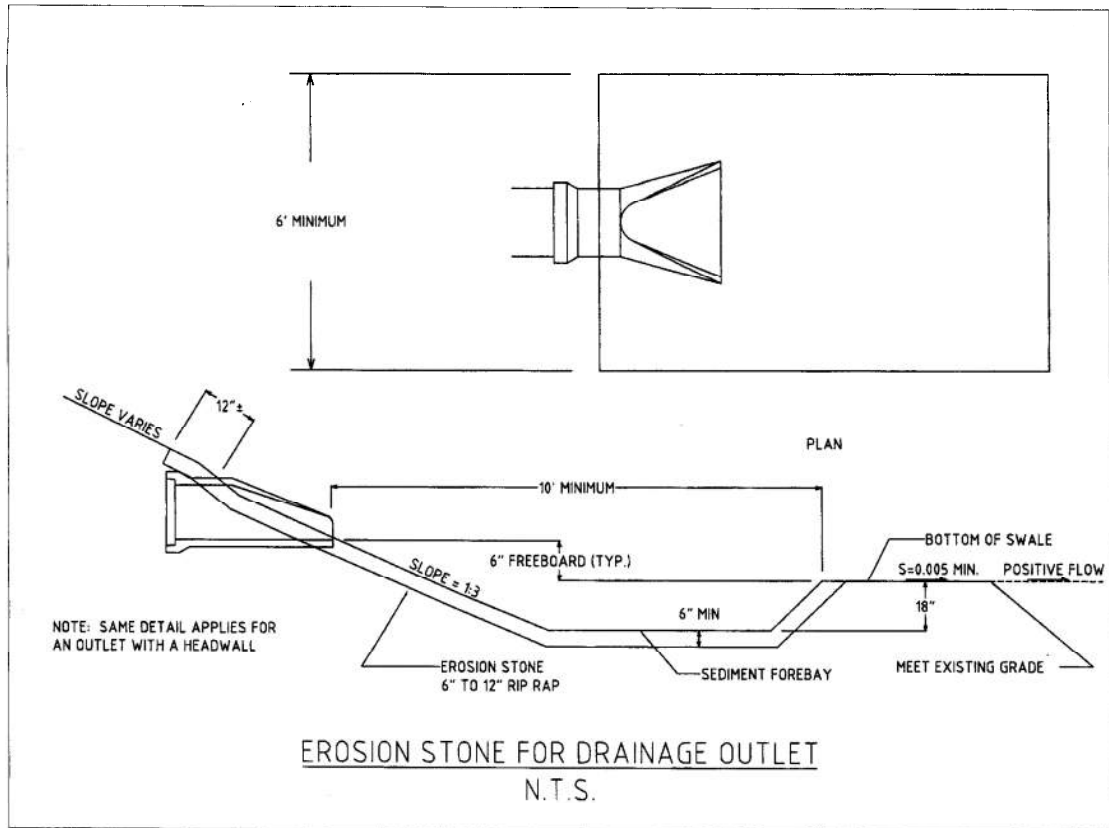 6' MINIMUM
SLOPE VARIES
12"±
PLAN
10' MINIMUM
6" FREEBOARD (TYP.)
BOTTOM OF SWALE
S=0.005 MIN.
POSITIVE FLOW
SLOPE = 1:3
6" MIN
18"
NOTE: SAME DETAIL APPLIES FOR
AN OUTLET WITH A HEADWALL
EROSION STONE
6" TO 12" RIP RAP
SEDIMENT FOREBAY
MEET EXISTING GRADE
EROSION STONE FOR DRAINAGE OUTLET
N.T.S.